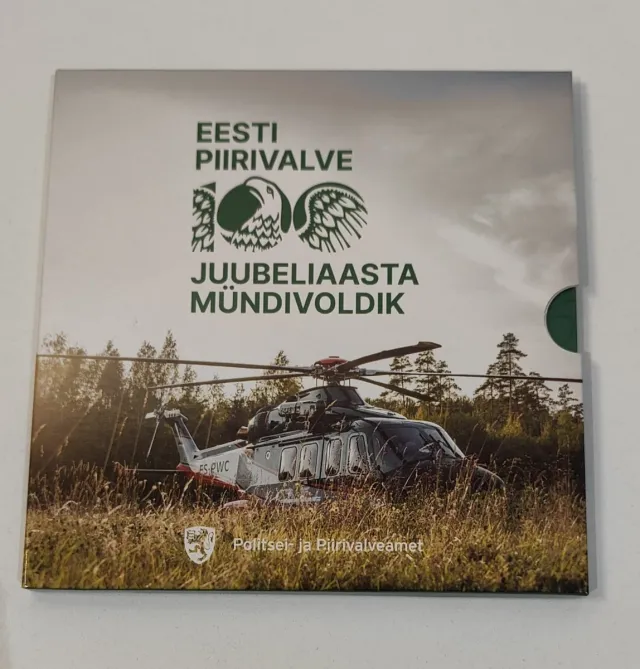 EESTI
PIIRIVALVE
100
JUUBELIAASTA
MÜNDIVOLDIK
ES-PWC
Politsei- ja Piirivalveamet